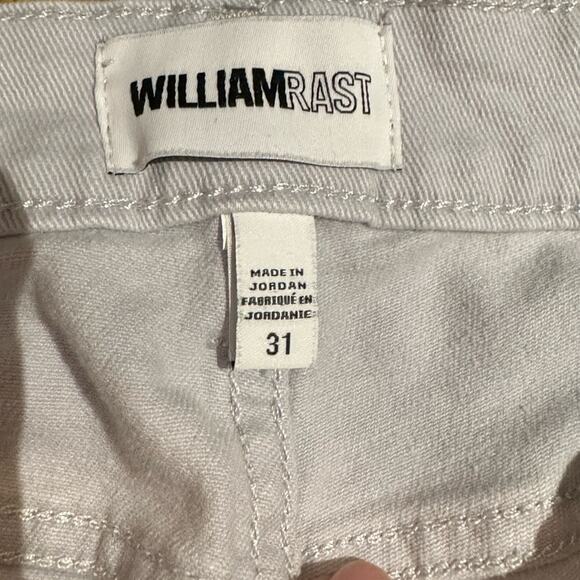 WILLIAMRAST
MADE IN
JORDAN
FABRIQUÉ EN
JORDANIE
31